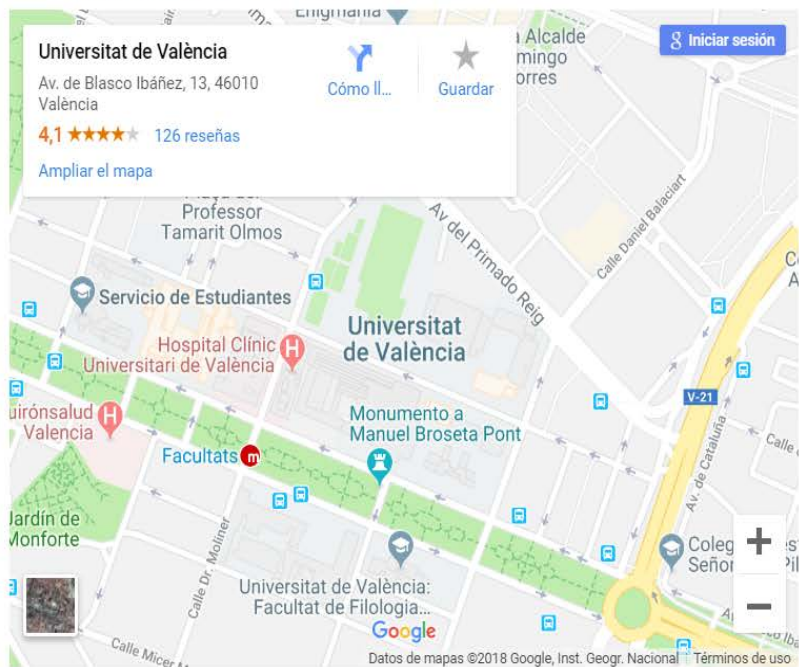 Enigmania
Universitat de València
Av. de Blasco Ibáñez, 13, 46010
València
4,1
126 reseñas
Ampliar el mapa
Cómo ll...
Guardar
Iniciar sesión
Alcalde
mingo
orres
Professor
Tamarit Olmos
Av del Primado Reig
Calle Daniel Balaciart
Servicio de Estudiantes
Universitat
de València
Hospital Clínic
Universitari de València
V-21
uirónsalud
Valencia
Monumento a
Manuel Broseta Pont
Facultats
m
Av. de Cataluña
Calle
Jardín de
Monforte
Calle Dr. Moliner
Coleg
Señor
Pil
Universitat de València:
Facultat de Filologia...
Calle Micer M
Google
Datos de mapas ©2018 Google, Inst. Geogr. Nacional
Términos de uso